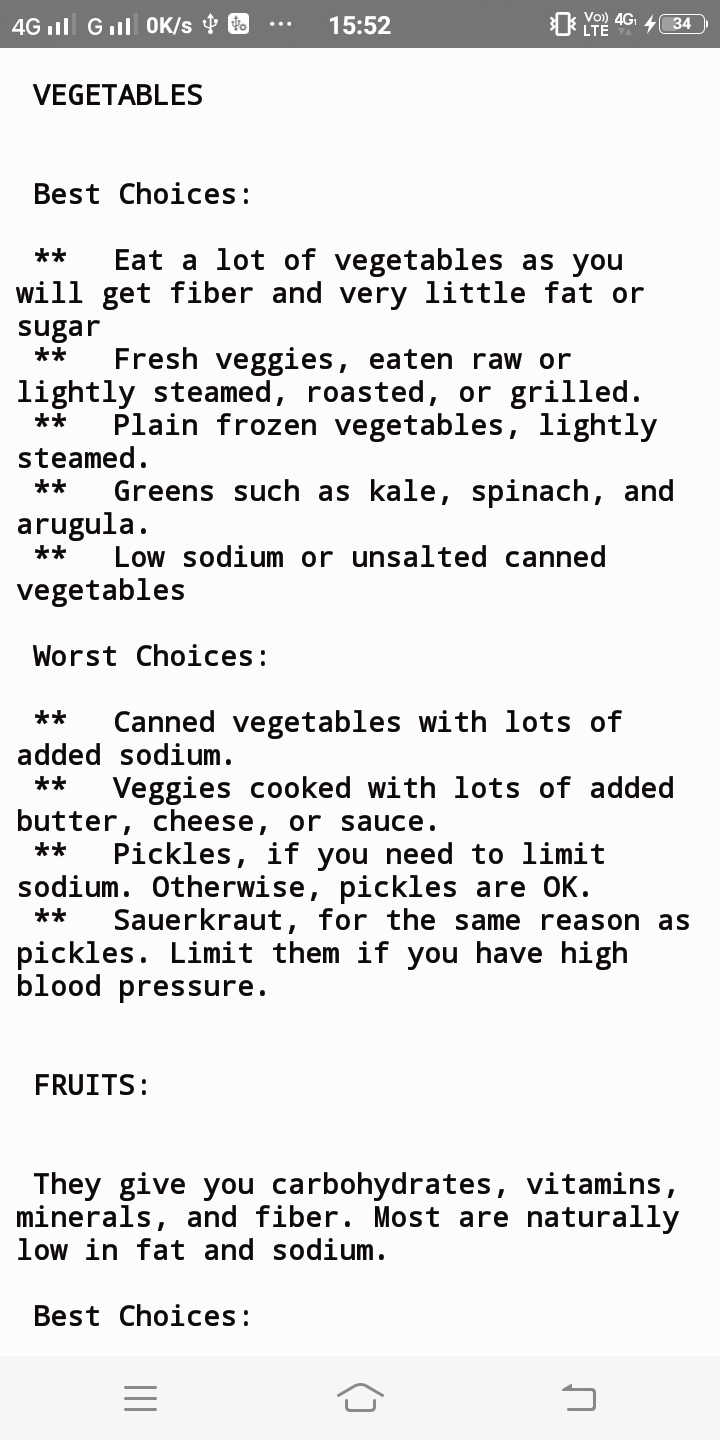 4G G 0K/s ... 15:52 Vo)) LTE 4G 34
VEGETABLES
Best Choices:
** Eat a lot of vegetables as you
will get fiber and very little fat or
sugar
** Fresh veggies, eaten raw or
lightly steamed, roasted, or grilled.
** Plain frozen vegetables, lightly
steamed.
** Greens such as kale, spinach, and
arugula.
** Low sodium or unsalted canned
vegetables
Worst Choices:
** Canned vegetables with lots of
added sodium.
** Veggies cooked with lots of added
butter, cheese, or sauce.
** Pickles, if you need to limit
sodium. Otherwise, pickles are OK.
** Sauerkraut, for the same reason as
pickles. Limit them if you have high
blood pressure.
FRUITS:
They give you carbohydrates, vitamins,
minerals, and fiber. Most are naturally
low in fat and sodium.
Best Choices: